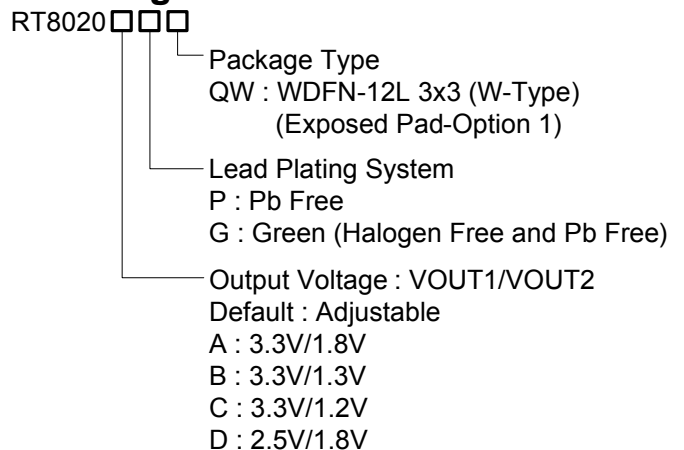 RT8020
Package Type
QW : WDFN-12L 3x3 (W-Type)
(Exposed Pad-Option 1)
Lead Plating System
P : Pb Free
G : Green (Halogen Free and Pb Free)
Output Voltage : VOUT1/VOUT2
Default : Adjustable
A : 3.3V/1.8V
B : 3.3V/1.3V
C : 3.3V/1.2V
D : 2.5V/1.8V